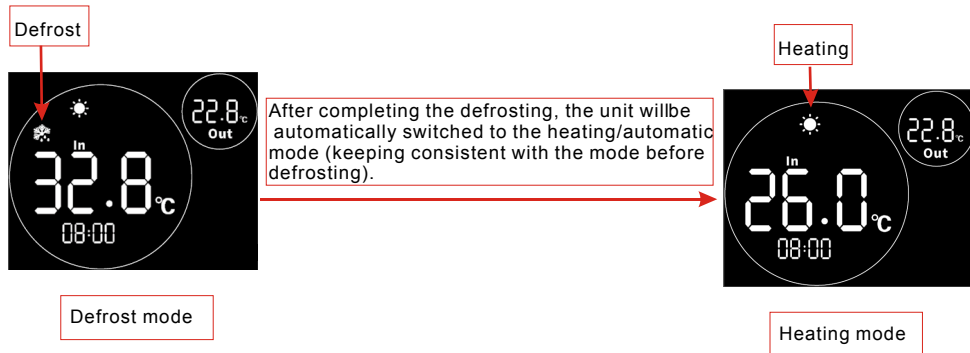 Defrost
Heating
22.8℃
Out
In
32.8℃
08:00
After completing the defrosting, the unit willbe
automatically switched to the heating/automatic
mode (keeping consistent with the mode before
defrosting).
22.8℃
Out
In
26.0℃
08:00
Defrost mode
Heating mode